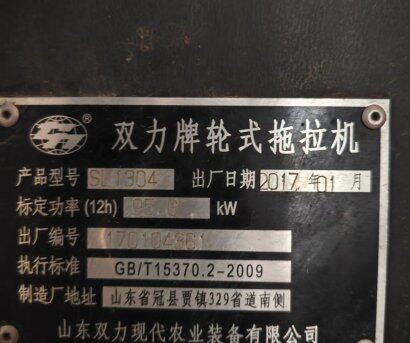 双力牌轮式拖拉机
产品型号 SL1304 出厂日期 2017 年 01 月
标定功率(12h) kW
出厂编号
执行标准 GB/T15370.2-2009
制造厂地址 山东省冠县贾镇329省道南侧
山东双力现代农业装备有限公司